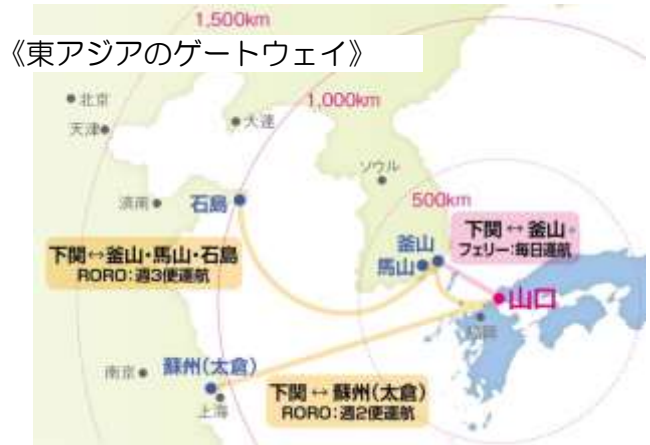 1,500km
《東アジアのゲートウェイ》
北京
1,000km
天津
大連
ソウル
済南
石島
500km
下関↔釜山
フェリー:毎日運航
釜山
馬山
下関↔釜山・馬山・石島
RORO:週3便運航
山口
福岡
南京
蘇州(太倉)
上海
下関↔蘇州(太倉)
RORO:週2便運航